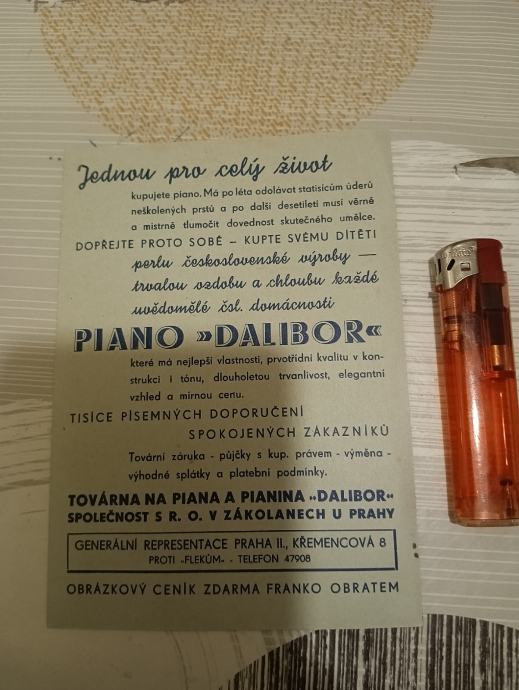 Jednou pro celý život
kupujete piano. Má po léta odolávat statisícům úderů
neškolených prstů a po další desetiletí musí věrně
a mistrně tlumočit dovednost skutečného umělce.
DOPŘEJTE PROTO SOBĚ – KUPTE SVÉMU DÍTĚTI
perlu československé výroby —
trvalou ozdobu a chloubu každé
uvědomělé čsl. domácnosti
PIANO »DALIBOR«
které má nejlepší vlastnosti, prvotřídní kvalitu v kon-
strukci i tónu, dlouholetou trvanlivost, elegantní
vzhled a mírnou cenu.
TISÍCE PÍSEMNÝCH DOPORUČENÍ
SPOKOJENÝCH ZÁKAZNÍKŮ
Tovární záruka - půjčky s kup. právem - výměna -
výhodné splátky a platební podmínky.
TOVÁRNA NA PIANA A PIANINA »DALIBOR«
SPOLEČNOST S R. O. V ZÁKOLANECH U PRAHY
GENERÁLNÍ REPRESENTACE PRAHA II., KŘEMENCOVÁ 8
PROTI »FLEKŮM« - TELEFON 47908
OBRÁZKOVÝ CENÍK ZDARMA FRANKO OBRATEM